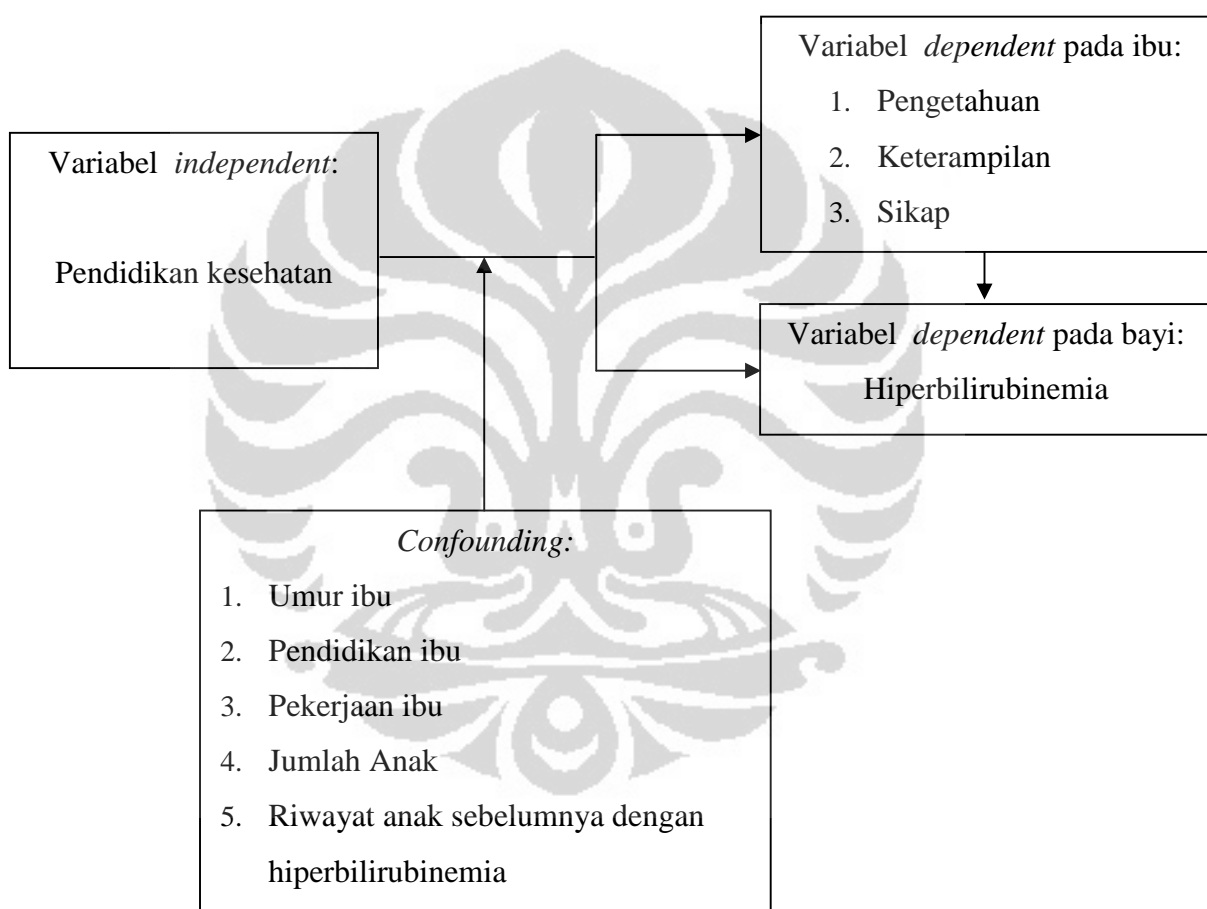 Variabel independent:
Pendidikan kesehatan
Variabel dependent pada ibu:
1. Pengetahuan
2. Keterampilan
3. Sikap
Variabel dependent pada bayi:
Hiperbilirubinemia
Confounding:
1. Umur ibu
2. Pendidikan ibu
3. Pekerjaan ibu
4. Jumlah Anak
5. Riwayat anak sebelumnya dengan
hiperbilirubinemia